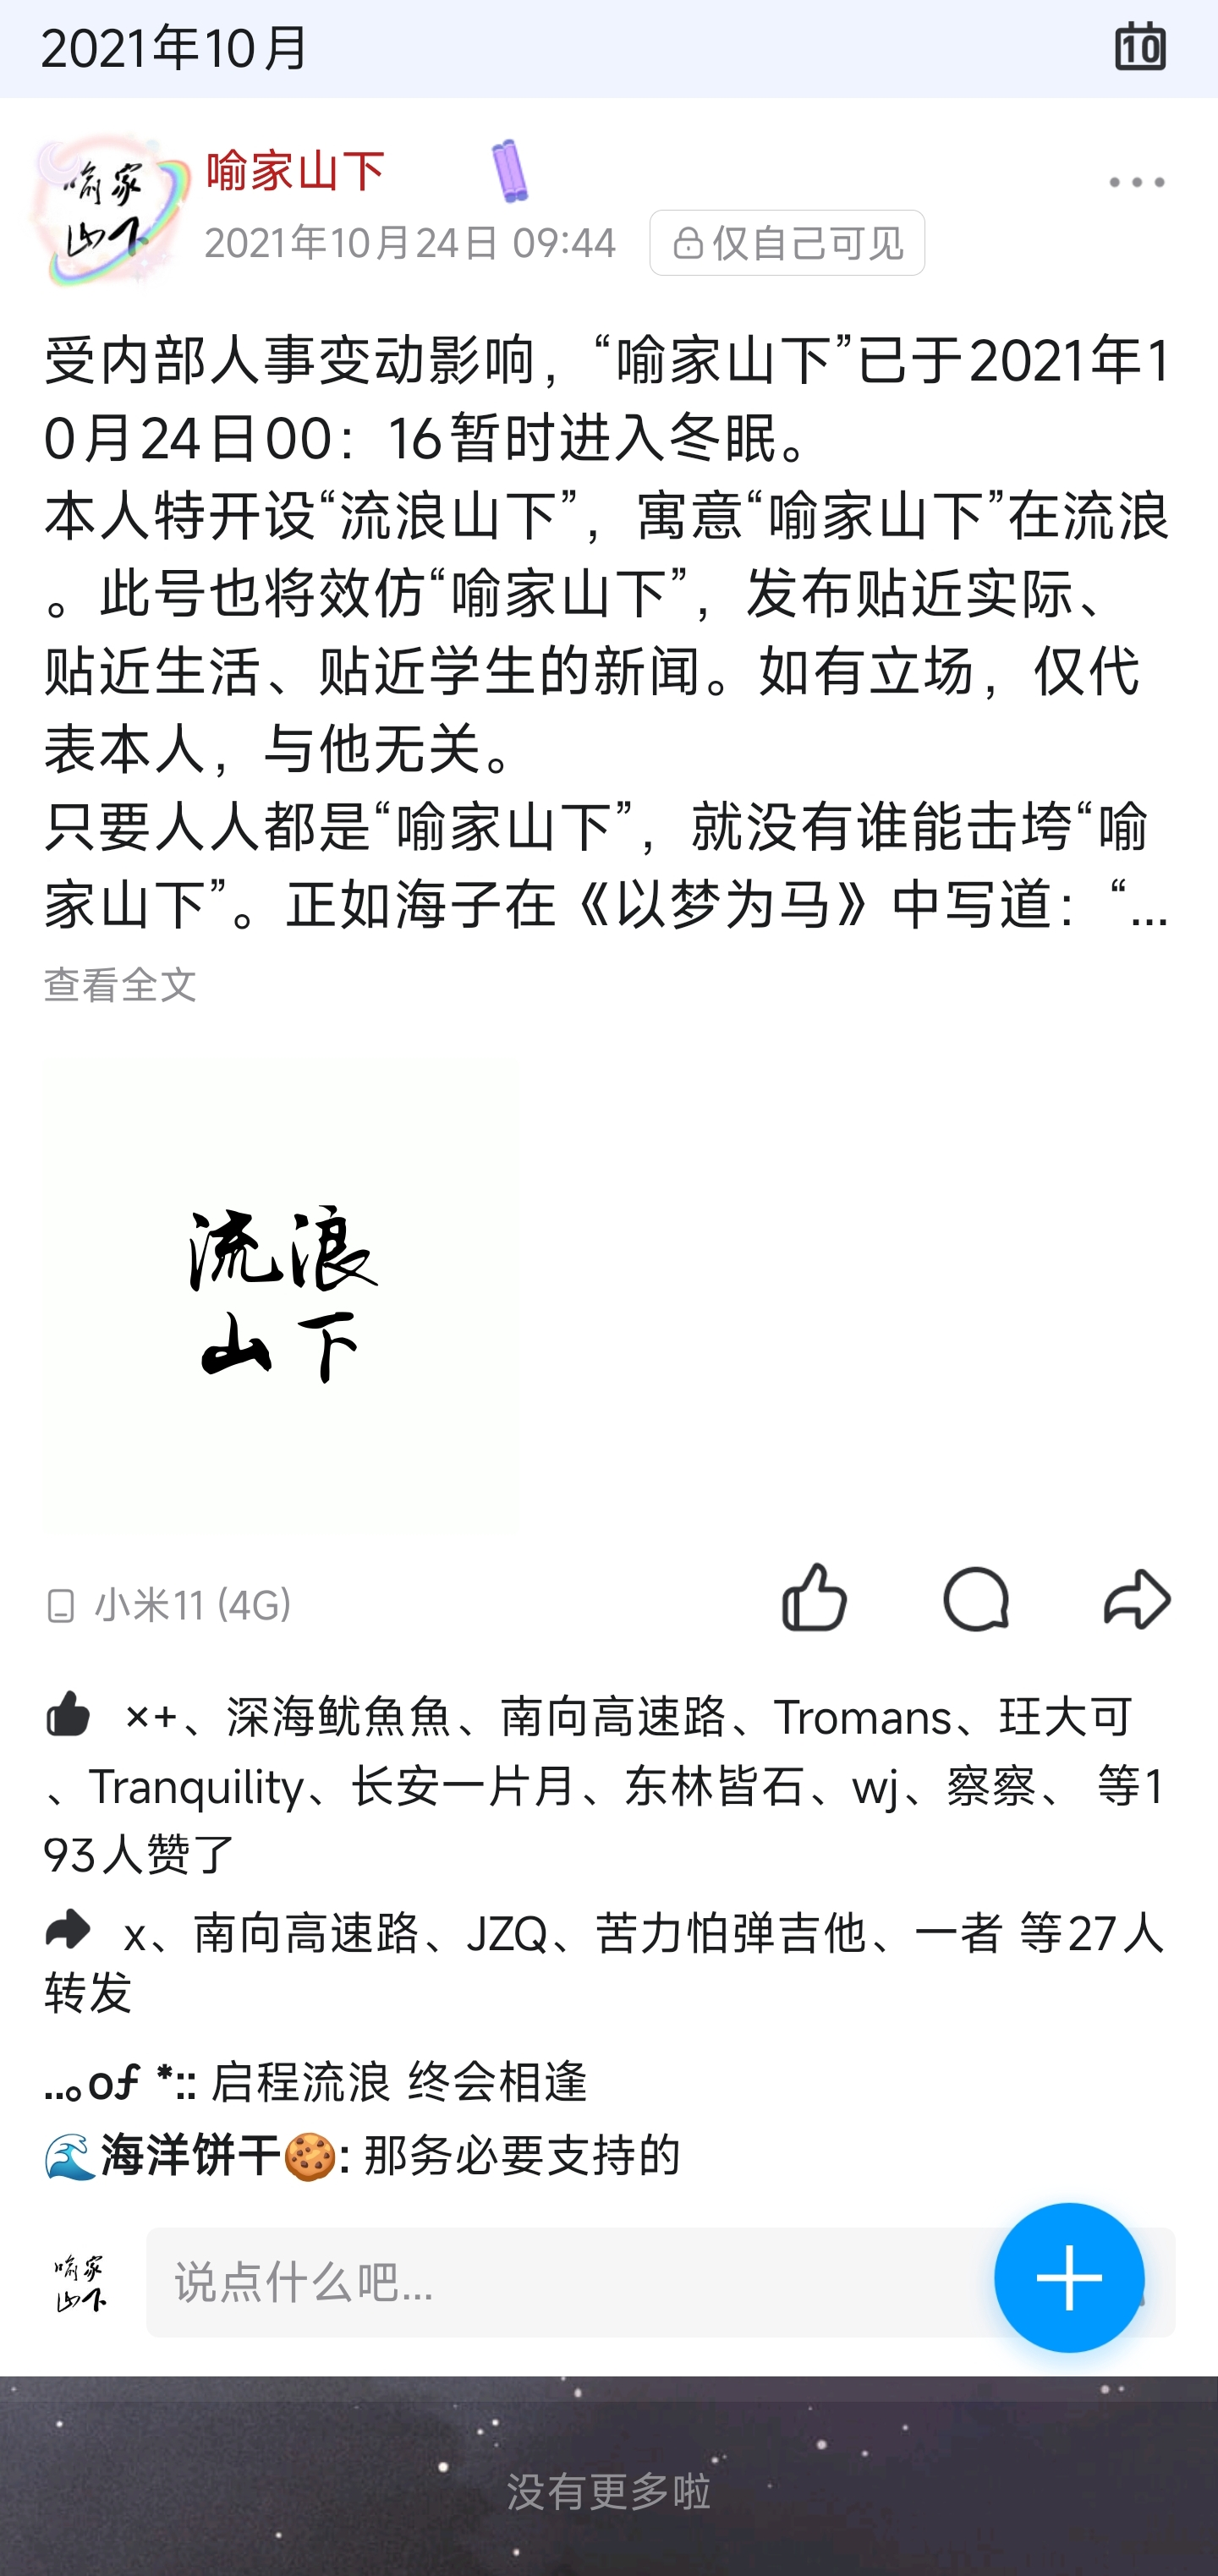 2021年10月
10
喻家山下
喻家
山下
2021年10月24日 09:44
仅自己可见
受内部人事变动影响，“喻家山下”已于2021年1
0月24日00：16暂时进入冬眠。
本人特开设“流浪山下”，寓意“喻家山下”在流浪
。此号也将效仿“喻家山下”，发布贴近实际、
贴近生活、贴近学生的新闻。如有立场，仅代
表本人，与他无关。
只要人人都是“喻家山下”，就没有谁能击垮“喻
家山下”。正如海子在《以梦为马》中写道：“...
查看全文
流浪
山下
小米11 (4G)
×+、深海鱿魚魚、南向高速路、Tromans、玨大可
、Tranquility、长安一片月、东林皆石、wj、察察、 等1
93人赞了
x、南向高速路、JZQ、苦力怕弹吉他、一者 等27人
转发
..。oƒ *:: 启程流浪 终会相逢
🌊海洋饼干🍪: 那务必要支持的
喻家
山下
说点什么吧...
没有更多啦